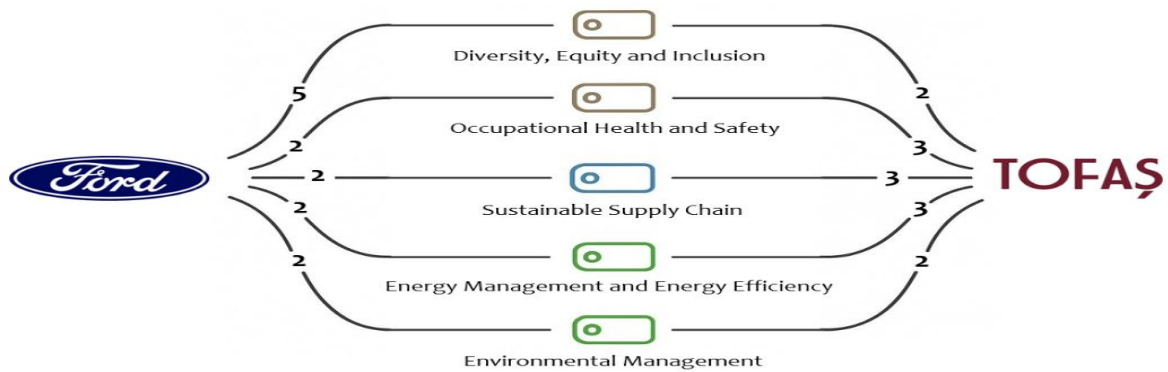 Diversity, Equity and Inclusion
5
2
Occupational Health and Safety
2
3
Ford
2
Sustainable Supply Chain
3
TOFAŞ
2
3
Energy Management and Energy Efficiency
2
2
Environmental Management